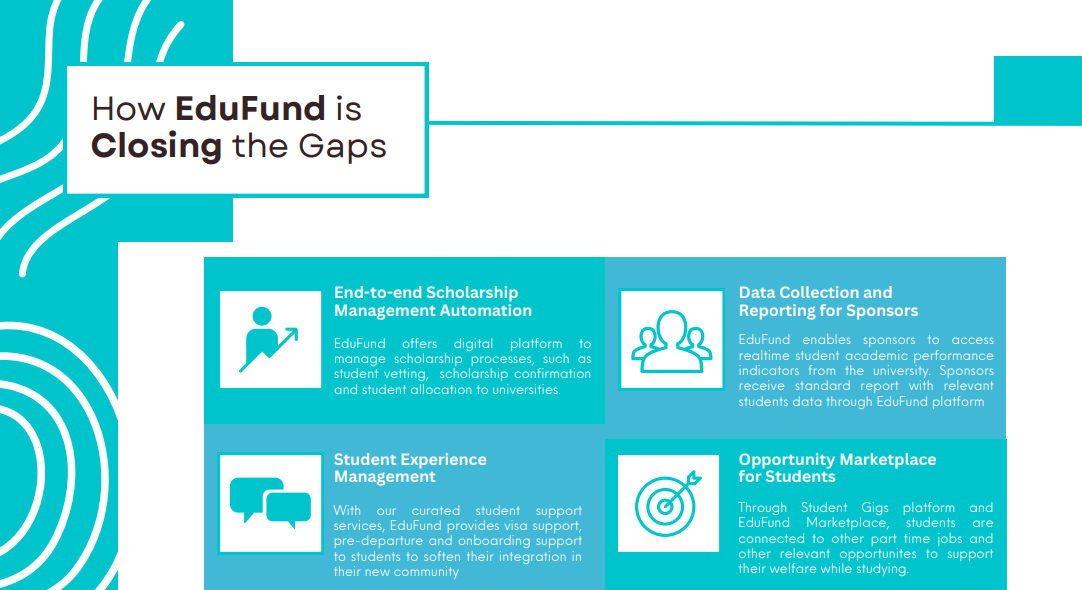 How EduFund is
Closing the Gaps
End-to-end Scholarship
Management Automation
EduFund offers digital platform to
manage scholarship processes, such as
student vetting, scholarship confirmation
and student allocation to universities.
Data Collection and
Reporting for Sponsors
EduFund enables sponsors to access
realtime student academic performance
indicators from the university. Sponsors
receive standard report with relevant
students data through EduFund platform
Student Experience
Management
With our curated student support
services, EduFund provides visa support,
pre-departure and onboarding support
to students to soften their integration in
their new community
Opportunity Marketplace
for Students
Through Student Gigs platform and
EduFund Marketplace, students are
connected to other part time jobs and
other relevant opportunites to support
their welfare while studying.